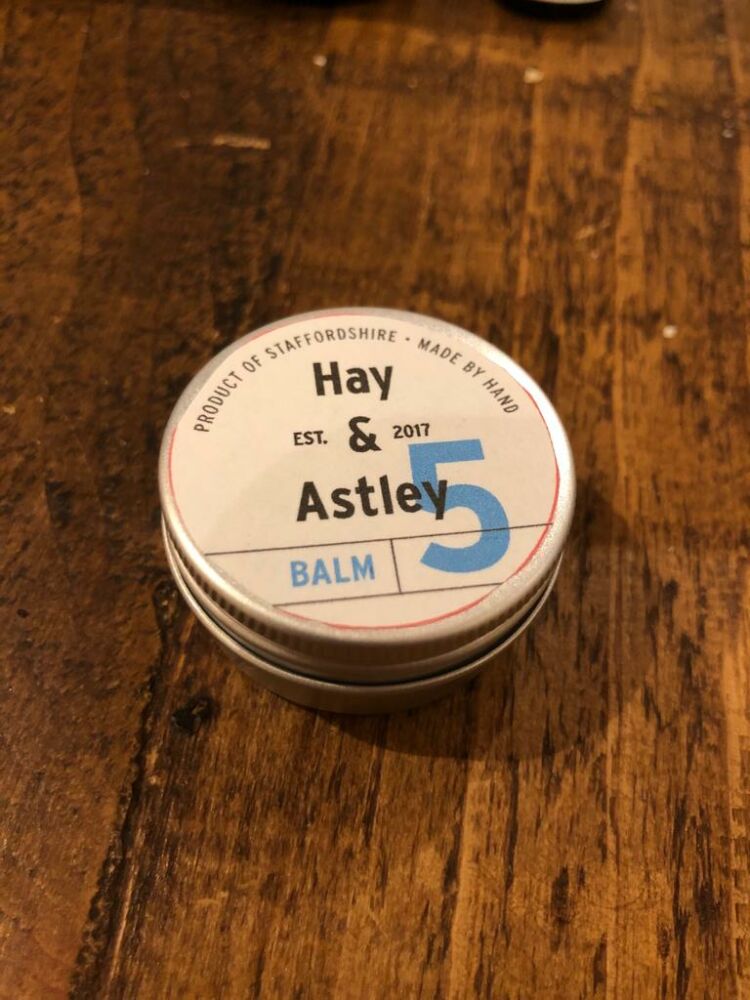 PRODUCT OF STAFFORDSHIRE • MADE BY HAND
Hay
EST. & 2017
Astley
5
BALM